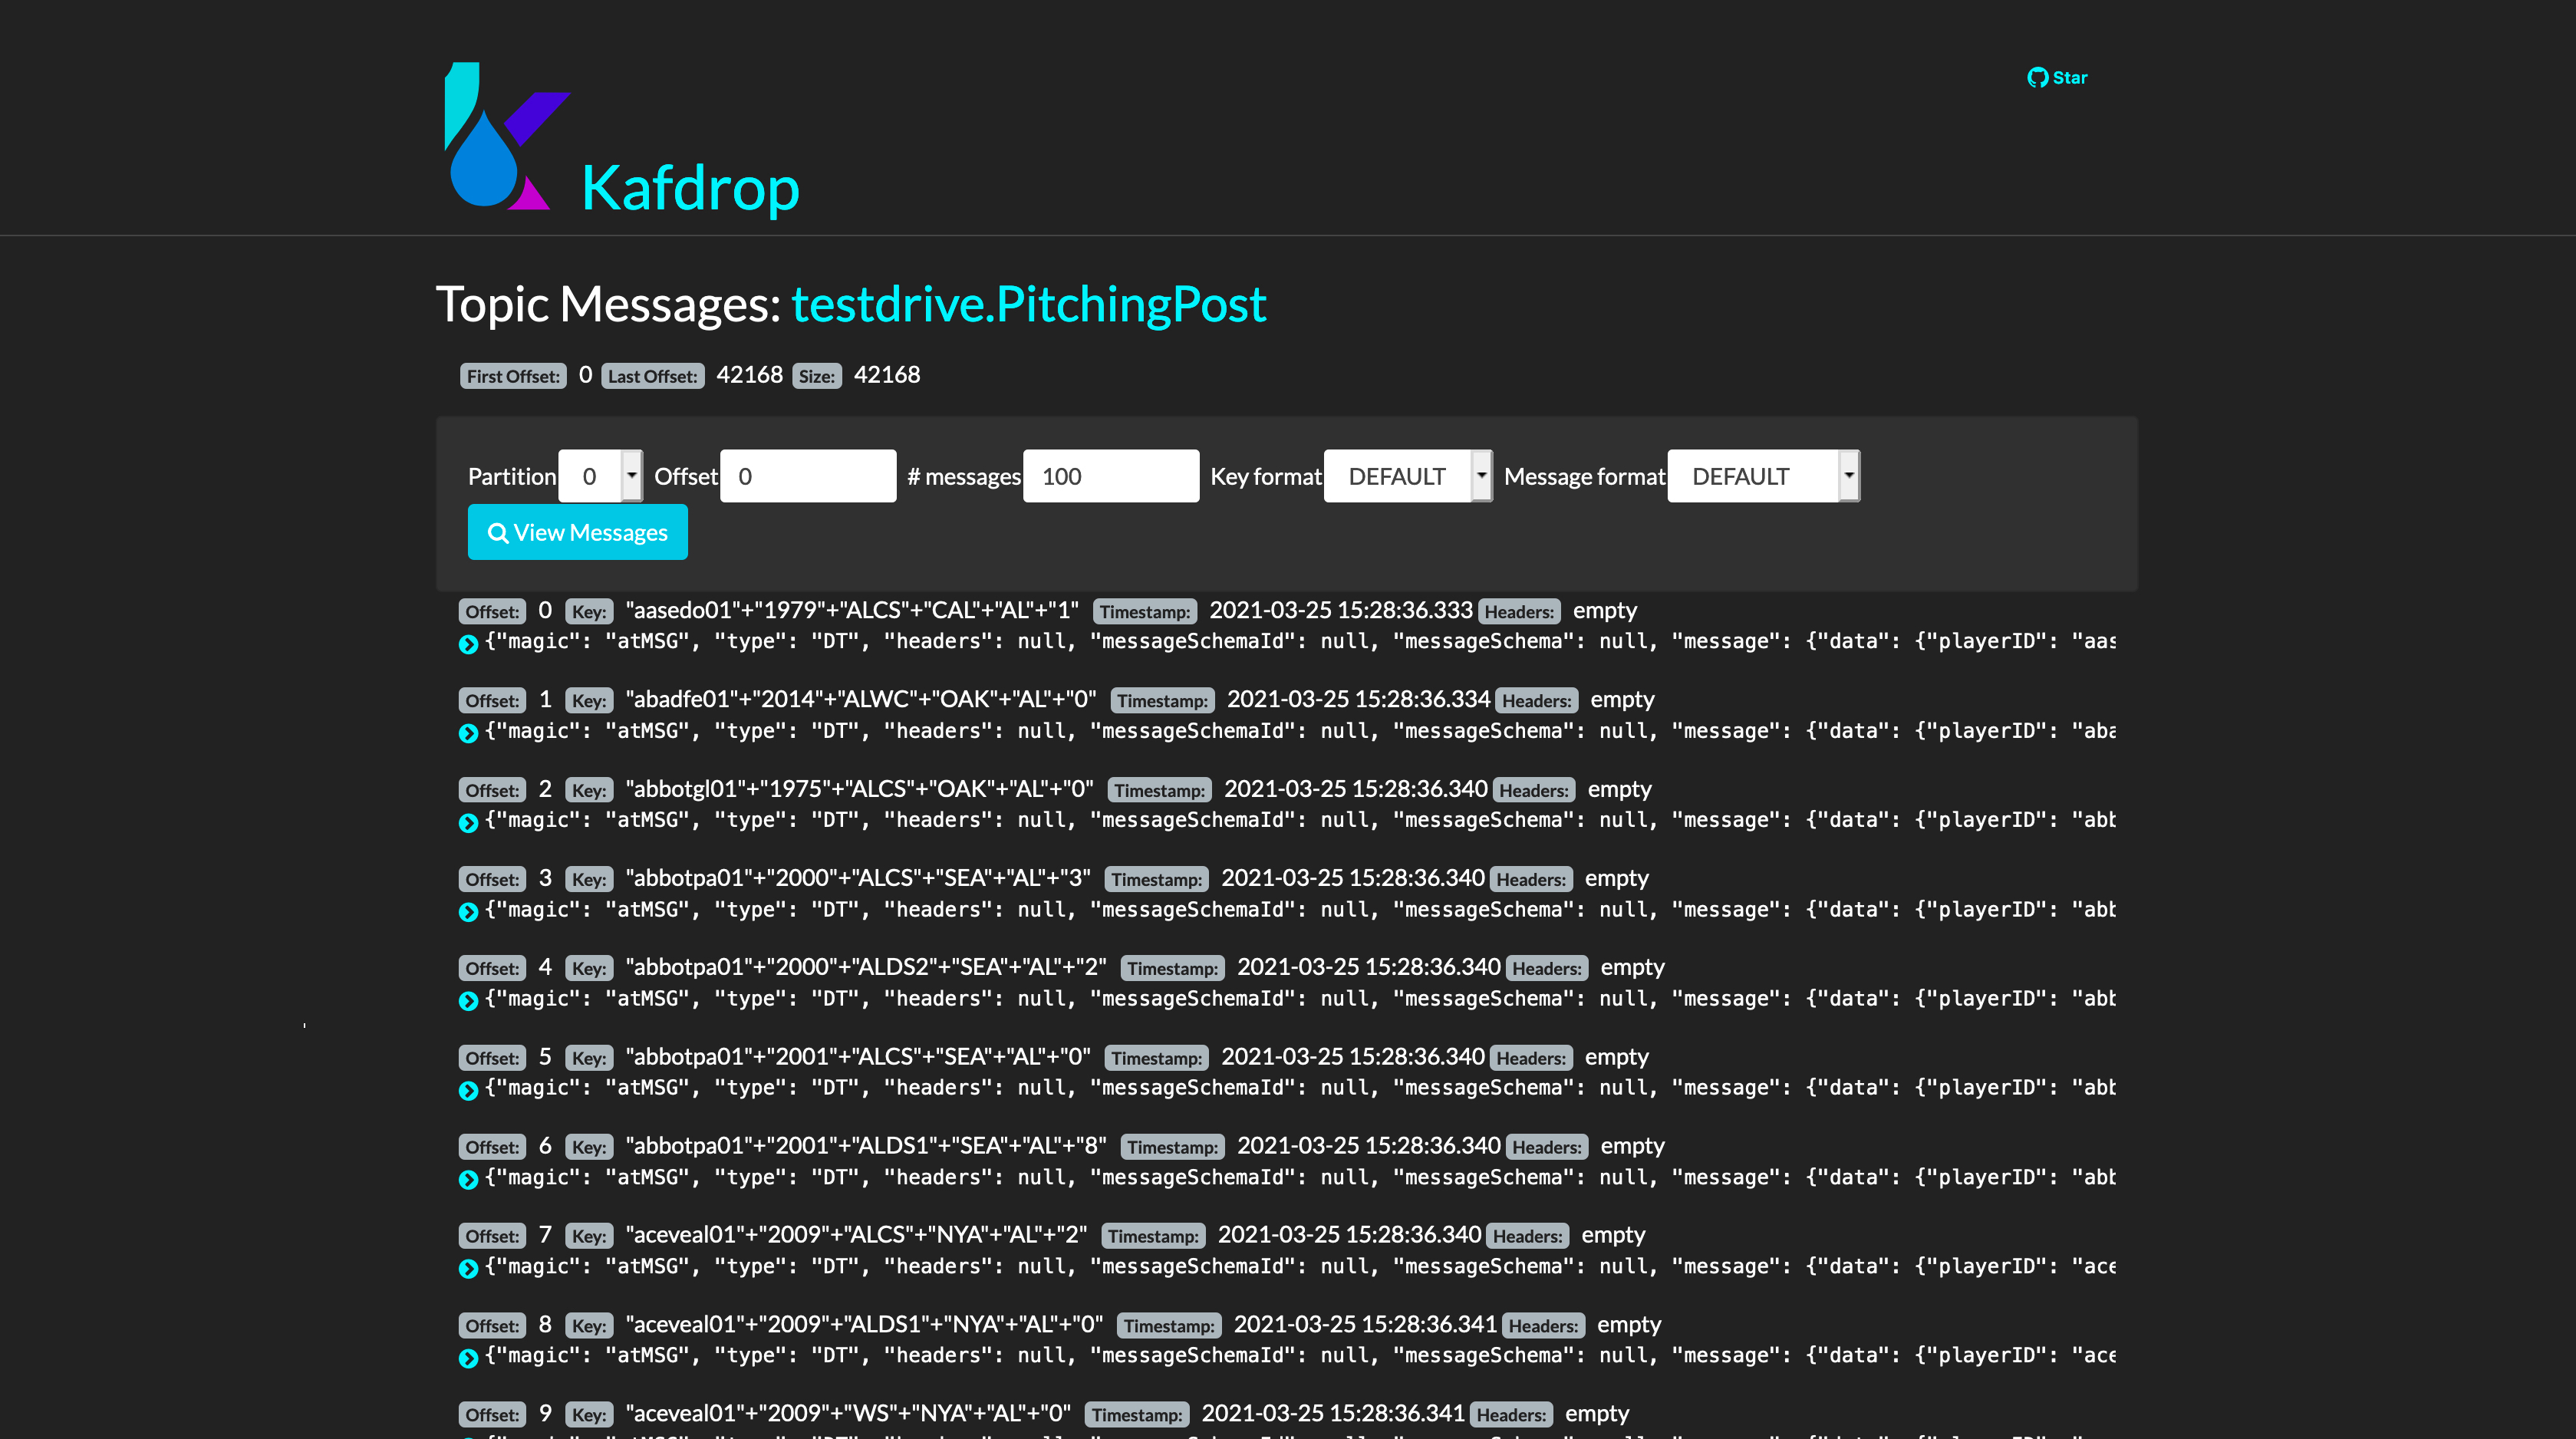 Star
Kafdrop
Topic Messages: testdrive.PitchingPost
First Offset: 0 Last Offset: 42168 Size: 42168
Partition 0 Offset 0 # messages 100 Key format DEFAULT Message format DEFAULT
View Messages
Offset: 0 Key: "aasedo01"+"1979"+"ALCS"+"CAL"+"AL"+"1" Timestamp: 2021-03-25 15:28:36.333 Headers: empty
{"magic": "atMSG", "type": "DT", "headers": null, "messageSchemaId": null, "messageSchema": null, "message": {"data": {"playerID": "aas
Offset: 1 Key: "abadfe01"+"2014"+"ALWC"+"OAK"+"AL"+"0" Timestamp: 2021-03-25 15:28:36.334 Headers: empty
{"magic": "atMSG", "type": "DT", "headers": null, "messageSchemaId": null, "messageSchema": null, "message": {"data": {"playerID": "aba
Offset: 2 Key: "abbotgl01"+"1975"+"ALCS"+"OAK"+"AL"+"0" Timestamp: 2021-03-25 15:28:36.340 Headers: empty
{"magic": "atMSG", "type": "DT", "headers": null, "messageSchemaId": null, "messageSchema": null, "message": {"data": {"playerID": "abb
Offset: 3 Key: "abbotpa01"+"2000"+"ALCS"+"SEA"+"AL"+"3" Timestamp: 2021-03-25 15:28:36.340 Headers: empty
{"magic": "atMSG", "type": "DT", "headers": null, "messageSchemaId": null, "messageSchema": null, "message": {"data": {"playerID": "abb
Offset: 4 Key: "abbotpa01"+"2000"+"ALDS2"+"SEA"+"AL"+"2" Timestamp: 2021-03-25 15:28:36.340 Headers: empty
{"magic": "atMSG", "type": "DT", "headers": null, "messageSchemaId": null, "messageSchema": null, "message": {"data": {"playerID": "abb
Offset: 5 Key: "abbotpa01"+"2001"+"ALCS"+"SEA"+"AL"+"0" Timestamp: 2021-03-25 15:28:36.340 Headers: empty
{"magic": "atMSG", "type": "DT", "headers": null, "messageSchemaId": null, "messageSchema": null, "message": {"data": {"playerID": "abb
Offset: 6 Key: "abbotpa01"+"2001"+"ALDS1"+"SEA"+"AL"+"8" Timestamp: 2021-03-25 15:28:36.340 Headers: empty
{"magic": "atMSG", "type": "DT", "headers": null, "messageSchemaId": null, "messageSchema": null, "message": {"data": {"playerID": "abb
Offset: 7 Key: "aceveal01"+"2009"+"ALCS"+"NYA"+"AL"+"2" Timestamp: 2021-03-25 15:28:36.340 Headers: empty
{"magic": "atMSG", "type": "DT", "headers": null, "messageSchemaId": null, "messageSchema": null, "message": {"data": {"playerID": "ace
Offset: 8 Key: "aceveal01"+"2009"+"ALDS1"+"NYA"+"AL"+"0" Timestamp: 2021-03-25 15:28:36.341 Headers: empty
{"magic": "atMSG", "type": "DT", "headers": null, "messageSchemaId": null, "messageSchema": null, "message": {"data": {"playerID": "ace
Offset: 9 Key: "aceveal01"+"2009"+"WS"+"NYA"+"AL"+"0" Timestamp: 2021-03-25 15:28:36.341 Headers: empty